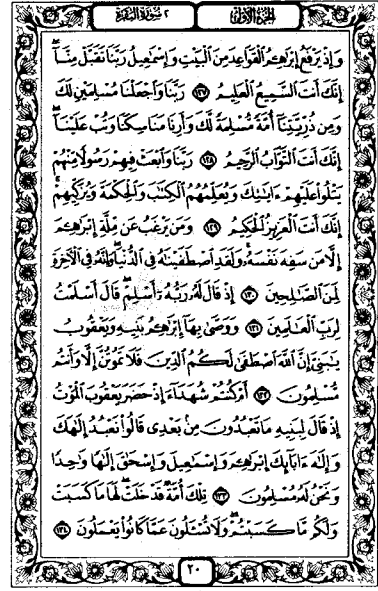 الجزء الأول ٢ سورة البقرة
وَإِذْ يَرْفَعُ إِبْرَٰهِـۧمُ ٱلْقَوَاعِدَ مِنَ ٱلْبَيْتِ وَإِسْمَٰعِيلُ رَبَّنَا تَقَبَّلْ مِنَّآ ۖ
إِنَّكَ أَنتَ ٱلسَّمِيعُ ٱلْعَلِيمُ ۝١٢٧ رَبَّنَا وَٱجْعَلْنَا مُسْلِمَيْنِ لَكَ
وَمِن ذُرِّيَّتِنَآ أُمَّةً مُّسْلِمَةً لَّكَ وَأَرِنَا مَنَاسِكَنَا وَتُبْ عَلَيْنَآ ۖ
إِنَّكَ أَنتَ ٱلتَّوَّابُ ٱلرَّحِيمُ ۝١٢٨ رَبَّنَا وَٱبْعَثْ فِيهِمْ رَسُولًا مِّنْهُمْ
يَتْلُوا۟ عَلَيْهِمْ ءَايَٰتِكَ وَيُعَلِّمُهُمُ ٱلْكِتَٰبَ وَٱلْحِكْمَةَ وَيُزَكِّيهِمْ ۚ
إِنَّكَ أَنتَ ٱلْعَزِيزُ ٱلْحَكِيمُ ۝١٢٩ وَمَن يَرْغَبُ عَن مِّلَّةِ إِبْرَٰهِـۧمَ
إِلَّا مَن سَفِهَ نَفْسَهُۥ ۚ وَلَقَدِ ٱصْطَفَيْنَٰهُ فِى ٱلدُّنْيَا ۖ وَإِنَّهُۥ فِى ٱلْءَاخِرَةِ
لَمِنَ ٱلصَّٰلِحِينَ ۝١٣٠ إِذْ قَالَ لَهُۥ رَبُّهُۥٓ أَسْلِمْ ۖ قَالَ أَسْلَمْتُ
لِرَبِّ ٱلْعَٰلَمِينَ ۝١٣١ وَوَصَّىٰ بِهَآ إِبْرَٰهِـۧمُ بَنِيهِ وَيَعْقُوبُ
يَٰبَنِىَّ إِنَّ ٱللَّهَ ٱصْطَفَىٰ لَكُمُ ٱلدِّينَ فَلَا تَمُوتُنَّ إِلَّا وَأَنتُم
مُّسْلِمُونَ ۝١٣٢ أَمْ كُنتُمْ شُهَدَآءَ إِذْ حَضَرَ يَعْقُوبَ ٱلْمَوْتُ
إِذْ قَالَ لِبَنِيهِ مَا تَعْبُدُونَ مِنۢ بَعْدِى قَالُوا۟ نَعْبُدُ إِلَٰهَكَ
وَإِلَٰهَ ءَابَآئِكَ إِبْرَٰهِـۧمَ وَإِسْمَٰعِيلَ وَإِسْحَٰقَ إِلَٰهًا وَٰحِدًا
وَنَحْنُ لَهُۥ مُسْلِمُونَ ۝١٣٣ تِلْكَ أُمَّةٌ قَدْ خَلَتْ ۖ لَهَا مَا كَسَبَتْ
وَلَكُم مَّا كَسَبْتُمْ ۖ وَلَا تُسْـَٔلُونَ عَمَّا كَانُوا۟ يَعْمَلُونَ ۝١٣٤
٢٠